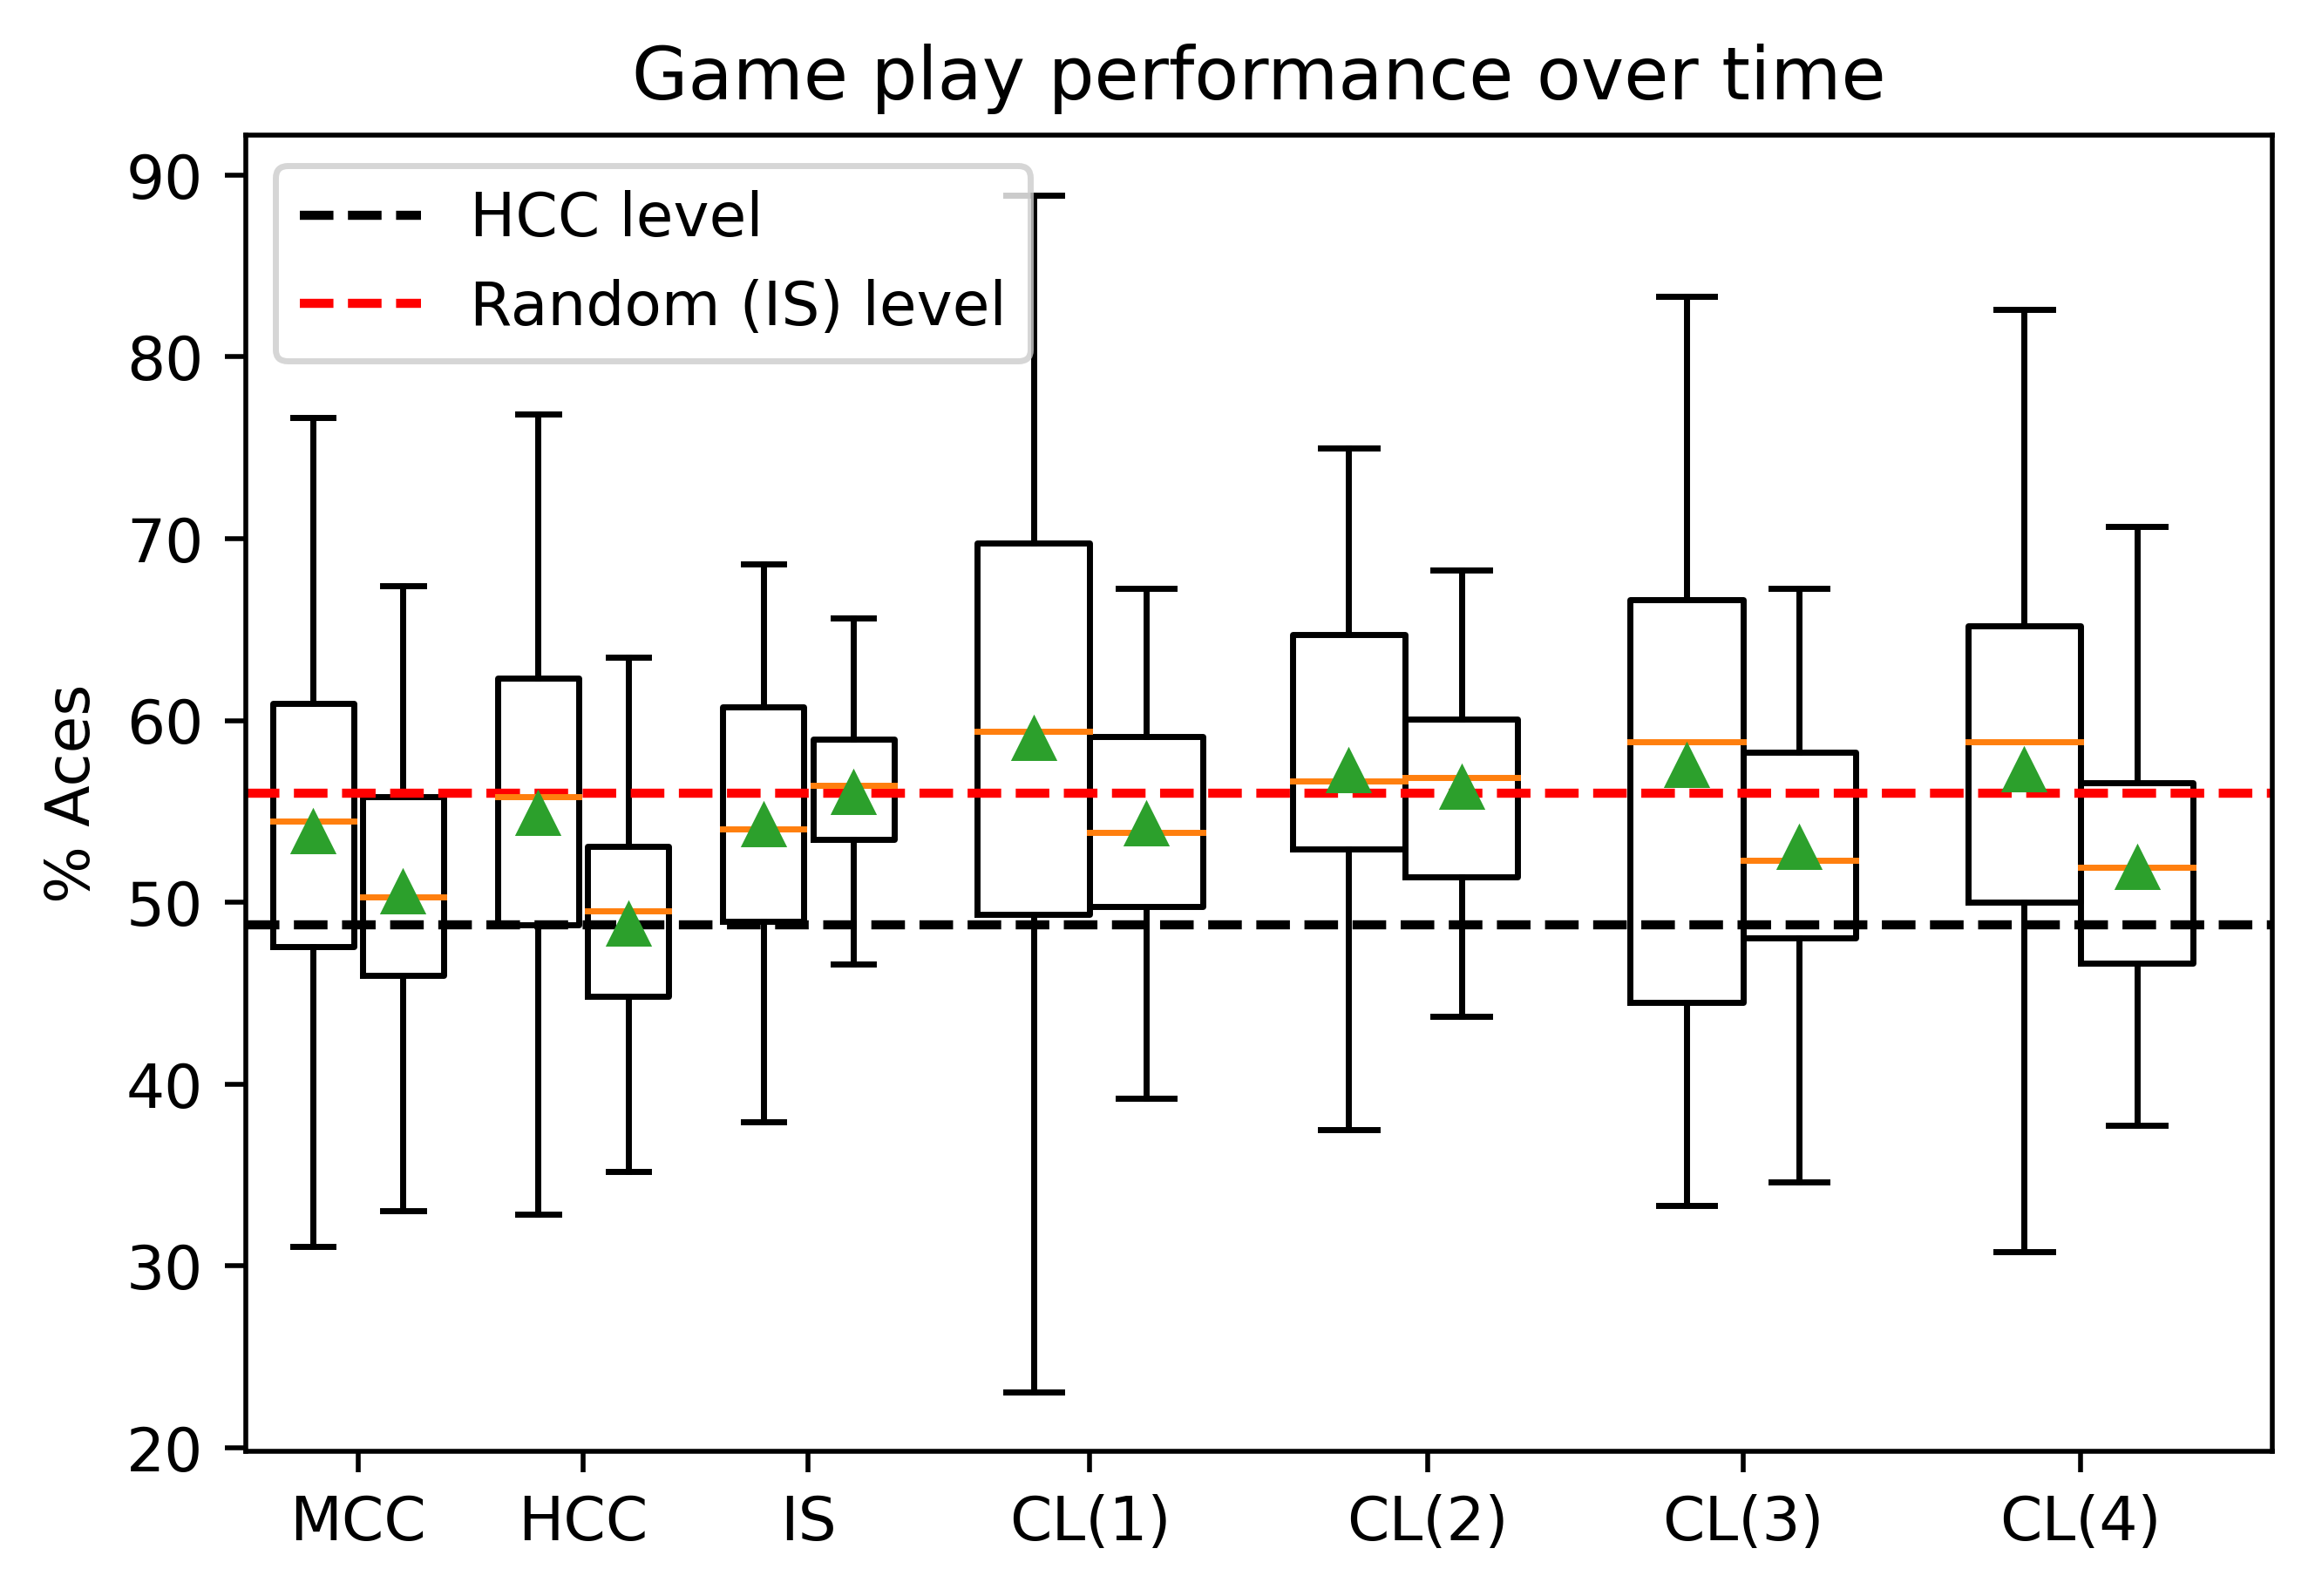 Game play performance over time
HCC level
Random (IS) level
% Aces
90
80
70
60
50
40
30
20
MCC HCC IS CL(1) CL(2) CL(3) CL(4)